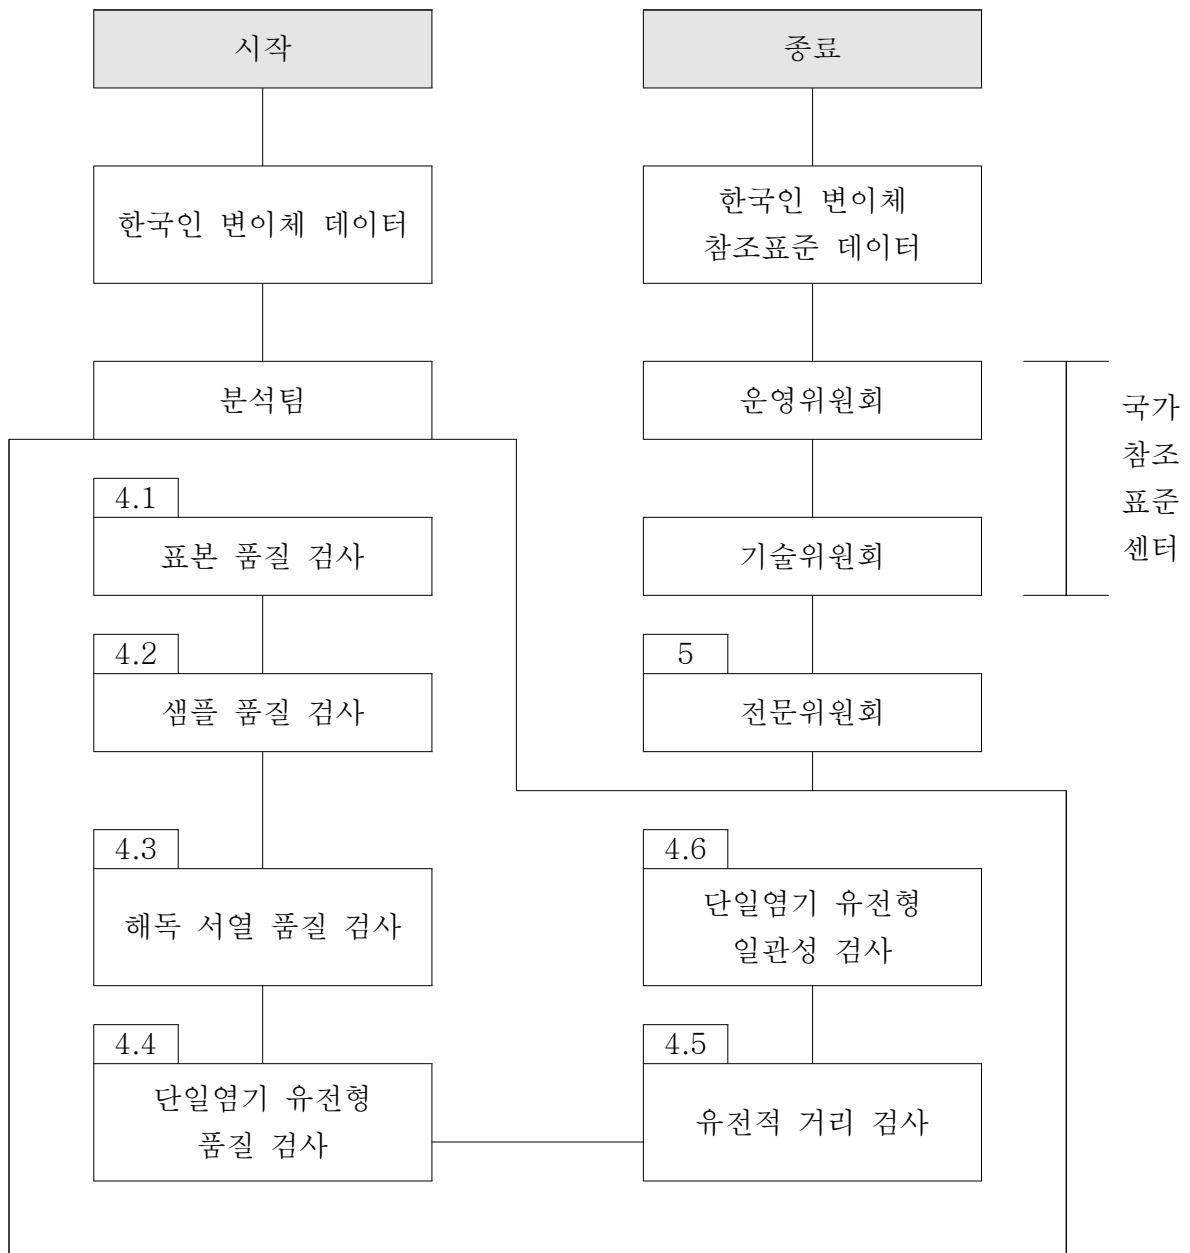 시작
한국인 변이체 데이터
분석팀
4.1
표본 품질 검사
4.2
샘플 품질 검사
4.3
해독 서열 품질 검사
4.4
단일염기 유전형
품질 검사
종료
한국인 변이체
참조표준 데이터
운영위원회
기술위원회
5
전문위원회
4.6
단일염기 유전형
일관성 검사
4.5
유전적 거리 검사
국가
참조
표준
센터